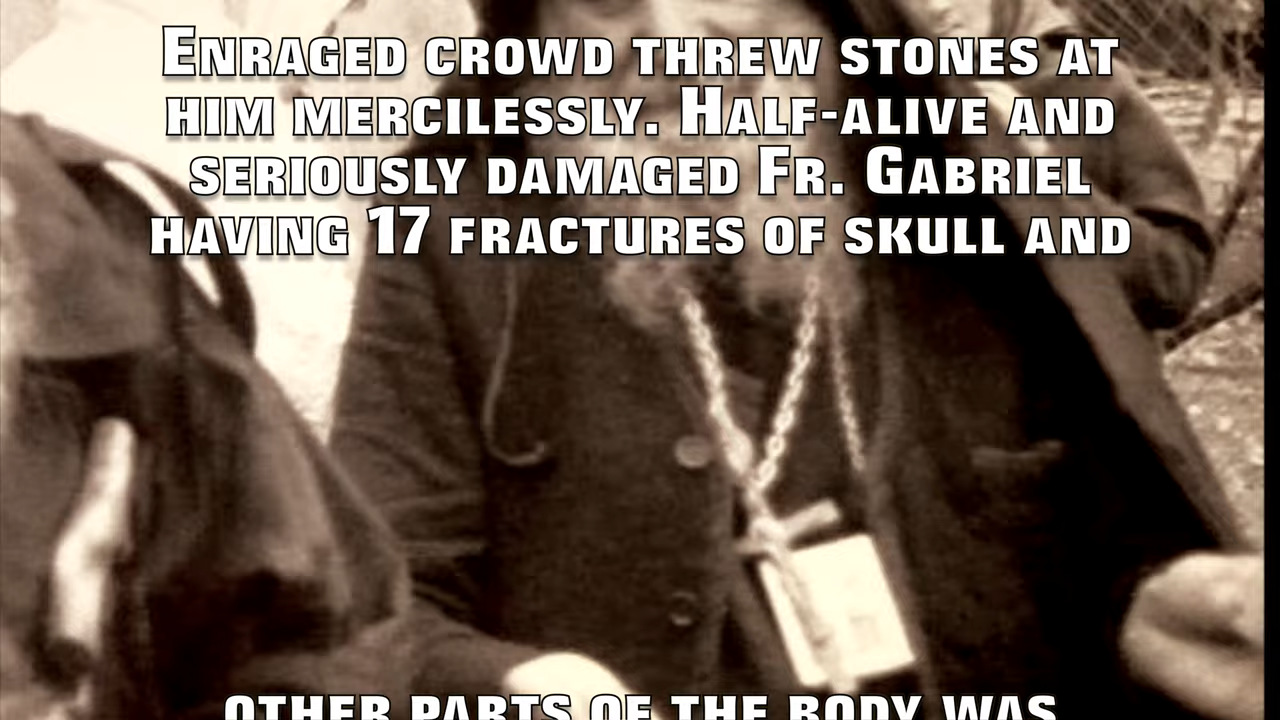 Enraged crowd threw stones at
him mercilessly. Half-alive and
seriously damaged Fr. Gabriel
having 17 fractures of skull and
other parts of the body was